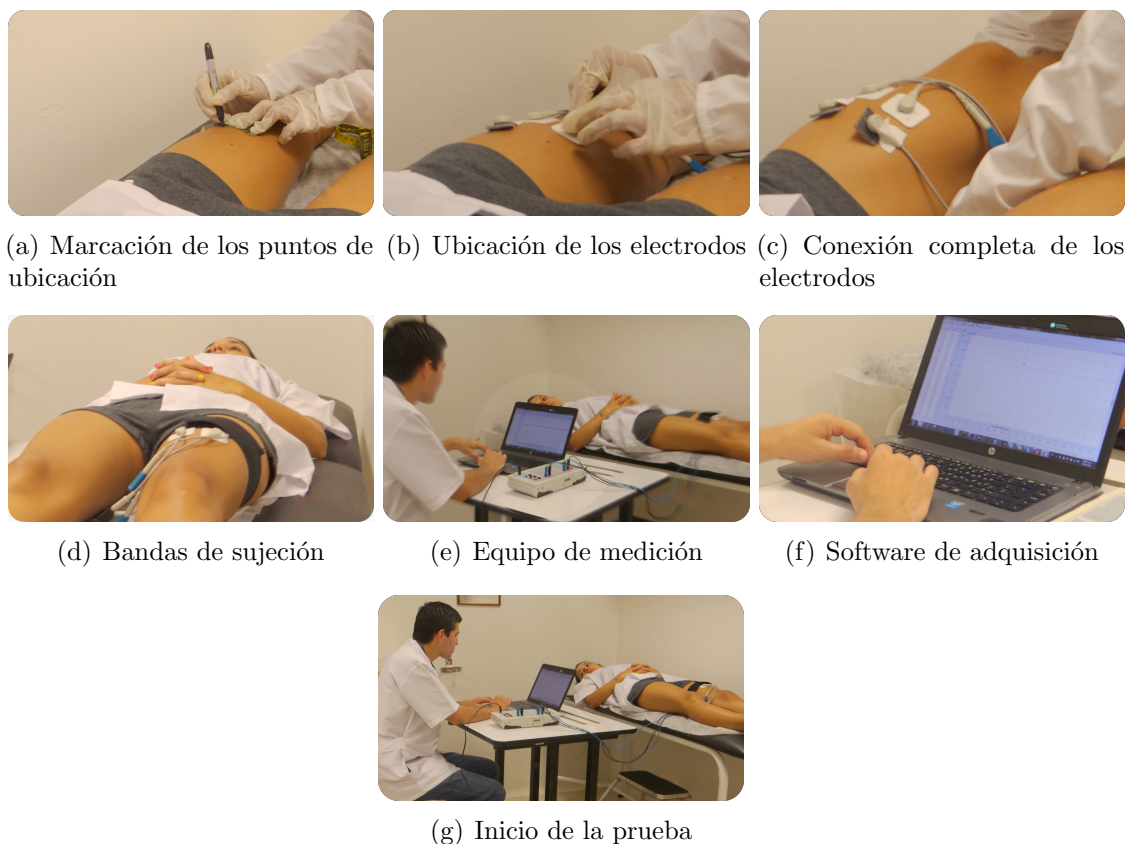 (a) Marcación de los puntos de
ubicación
(b) Ubicación de los electrodos
(c) Conexión completa de los
electrodos
(d) Bandas de sujeción
(e) Equipo de medición
(f) Software de adquisición
(g) Inicio de la prueba